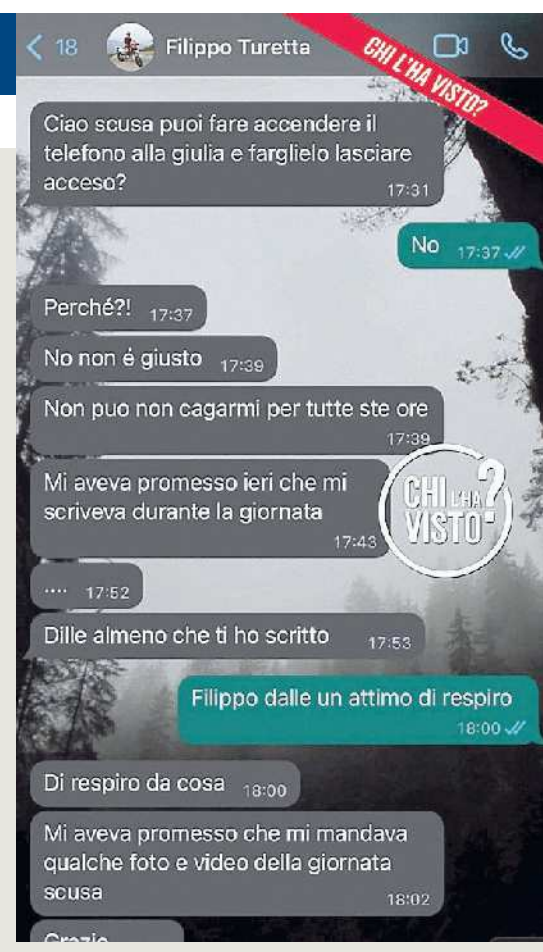 18 Filippo Turetta
CHI L'HA VISTO?
Ciao scusa puoi fare accendere il
telefono alla giulia e farglielo lasciare
acceso?
17:31
No 17:37
Perché?! 17:37
No non é giusto 17:39
Non puo non cagarmi per tutte ste ore
17:39
Mi aveva promesso ieri che mi
scriveva durante la giornata
17:43
CHI L'HA
VISTO?
.... 17:52
Dille almeno che ti ho scritto 17:53
Filippo dalle un attimo di respiro
18:00
Di respiro da cosa 18:00
Mi aveva promesso che mi mandava
qualche foto e video della giornata
scusa
18:02
Grazie